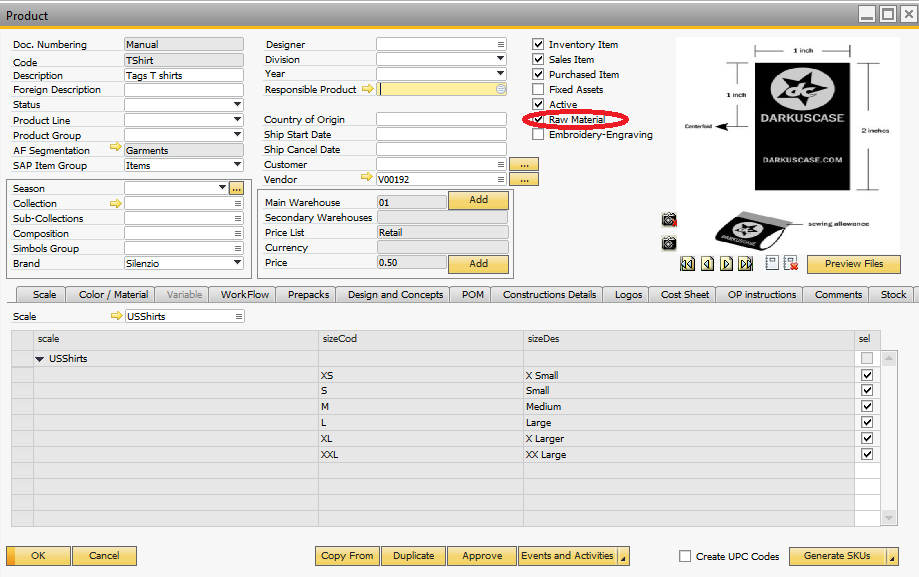 Product
Doc. Numbering Manual
Code TShirt
Description Tags T shirts
Foreign Description
Status
Product Line
Product Group
AF Segmentation Garments
SAP Item Group Items
Season ...
Collection
Sub-Collections
Composition
Simbols Group
Brand Silenzio
Designer
Division
Year
Responsible Product
Country of Origin
Ship Start Date
Ship Cancel Date
Customer ...
Vendor V00192 ...
Main Warehouse 01 Add
Secondary Warehouses
Price List Retail
Currency
Price 0.50 Add
Inventory Item
Sales Item
Purchased Item
Fixed Assets
Active
Raw Material
Embroidery-Engraving
1 inch
1 inch
Centerfold
2 inches
dc
DARKUSCASE
DARKUSCASE.COM
sewing allowance
DARKUSCASE
Preview Files
Scale Color / Material Variable WorkFlow Prepacks Design and Concepts POM Constructions Details Logos Cost Sheet OP instructions Comments Stock
Scale USShirts
scale sizeCod sizeDes sel
USShirts
XS X Small
S Small
M Medium
L Large
XL X Larger
XXL XX Large
OK Cancel Copy From Duplicate Approve Events and Activities Create UPC Codes Generate SKUs